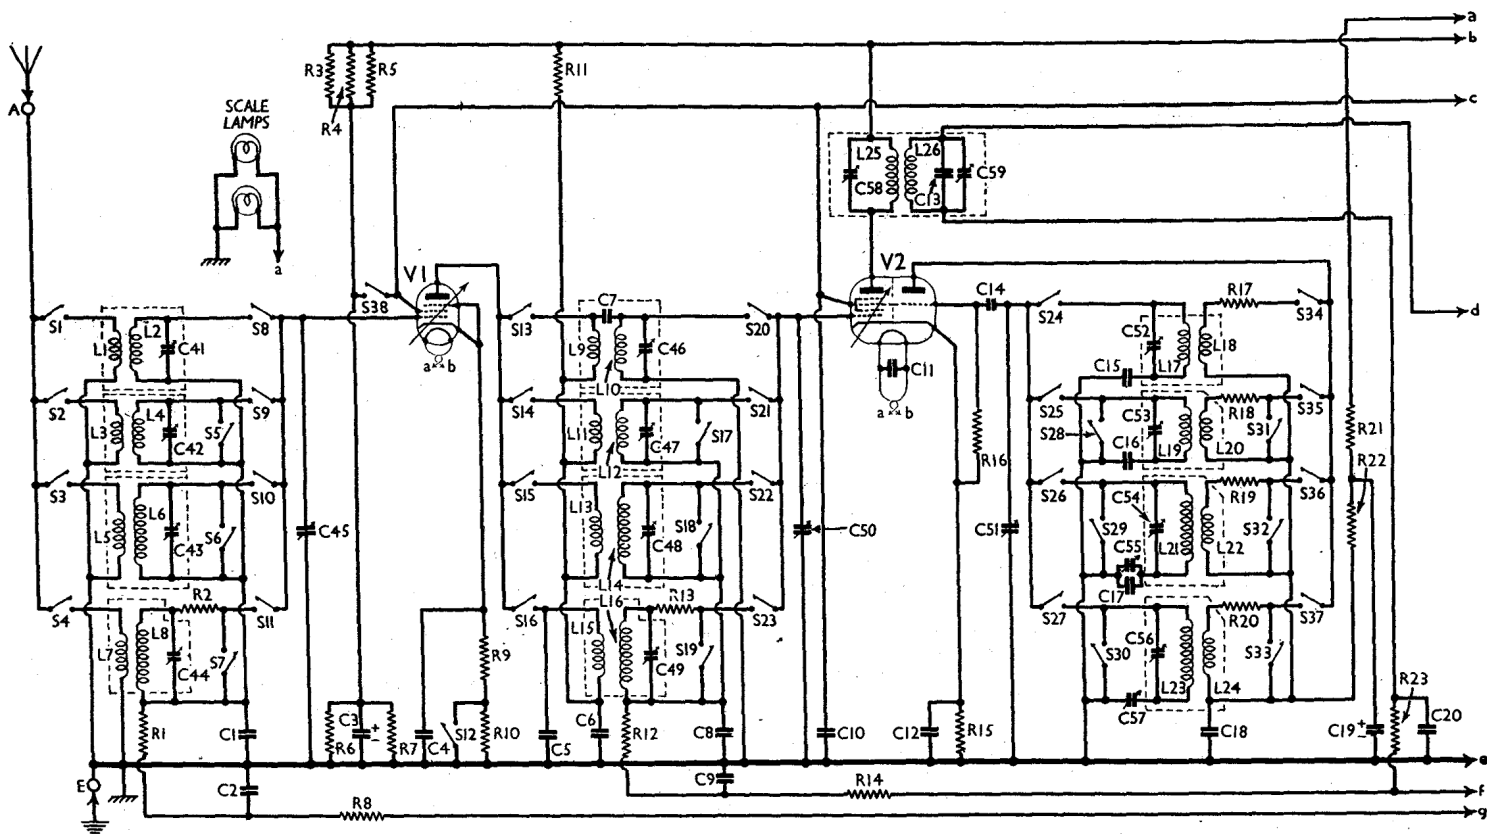 a
b
R3
R4
R5
R11
A
SCALE
LAMPS
c
d
L25
L26
C58
C13
C59
a
V1
V2
S38
a b
C11
a b
C14
S1
L1
L2
C41
S8
S2
L3
L4
C42
S5
S9
S3
L5
L6
C43
S6
S10
S4
L7
L8
C44
R2
S7
S11
C45
S13
L9
C7
L10
C46
S20
S14
L11
L12
C47
S17
S21
S15
L13
L14
C48
S18
S22
S16
L15
L16
C49
R13
S19
S23
C50
R16
C51
S24
C15
C52
L17
L18
R17
S34
S25
S28
C16
C53
L19
L20
R18
S31
S35
S26
S29
C54
C55
C17
L21
L22
R19
S32
S36
S27
S30
C56
C57
L23
L24
R20
S33
S37
R21
R22
R23
R1
C1
C2
R6
C3
+
–
R7
C4
S12
R9
R10
C5
C6
R12
C8
C9
C10
C12
R15
C18
C19
+
–
C20
E
R8
R14
e
f
g